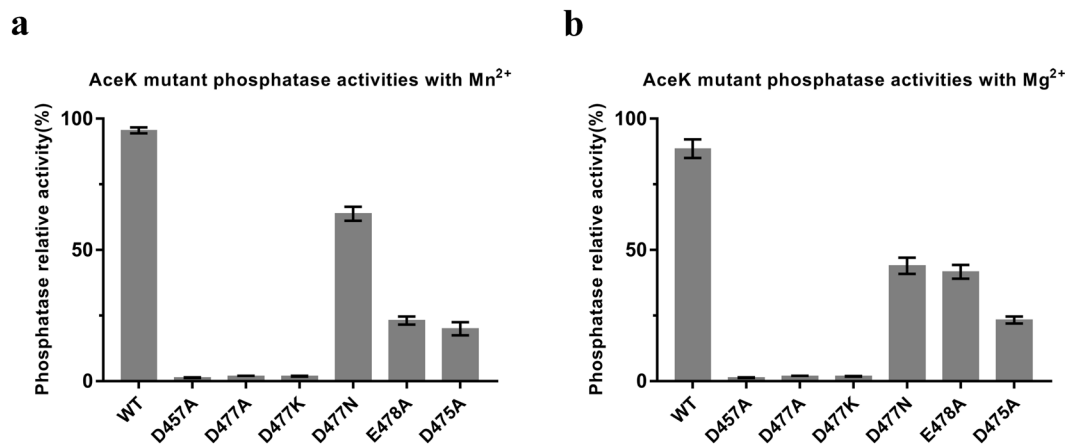 a
AceK mutant phosphatase activities with Mn²⁺
Phosphatase relative activity(%)
100
50
0
WT
D457A
D477A
D477K
D477N
E478A
D475A
b
AceK mutant phosphatase activities with Mg²⁺
Phosphatase relative activity(%)
100
50
0
WT
D457A
D477A
D477K
D477N
E478A
D475A